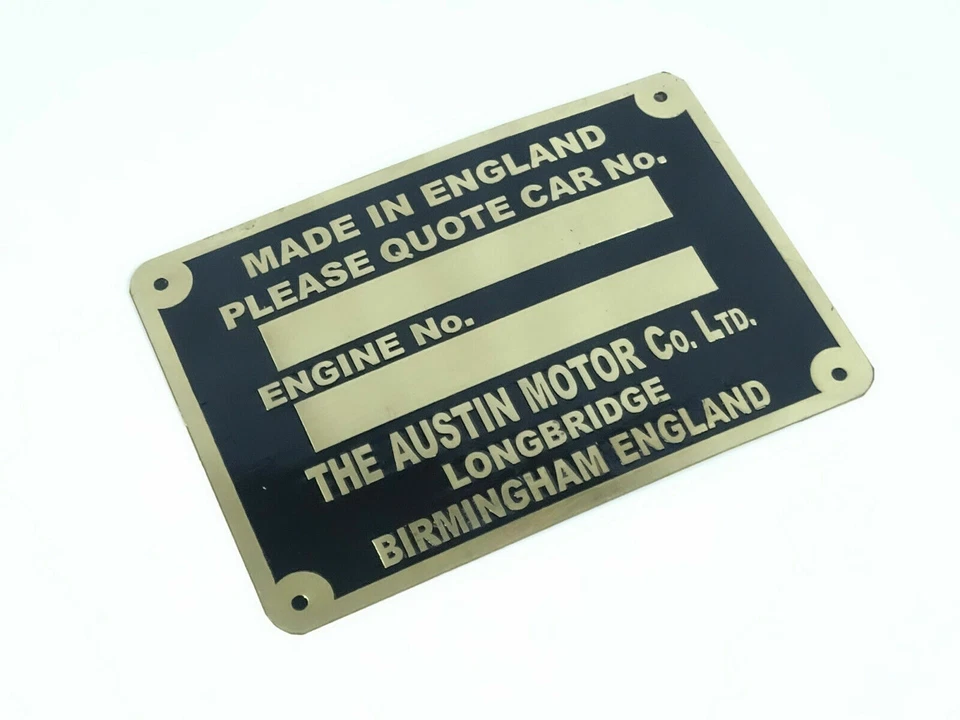 MADE IN ENGLAND
PLEASE QUOTE CAR No.
ENGINE No.
THE AUSTIN MOTOR Co. LTD.
LONGBRIDGE
BIRMINGHAM ENGLAND